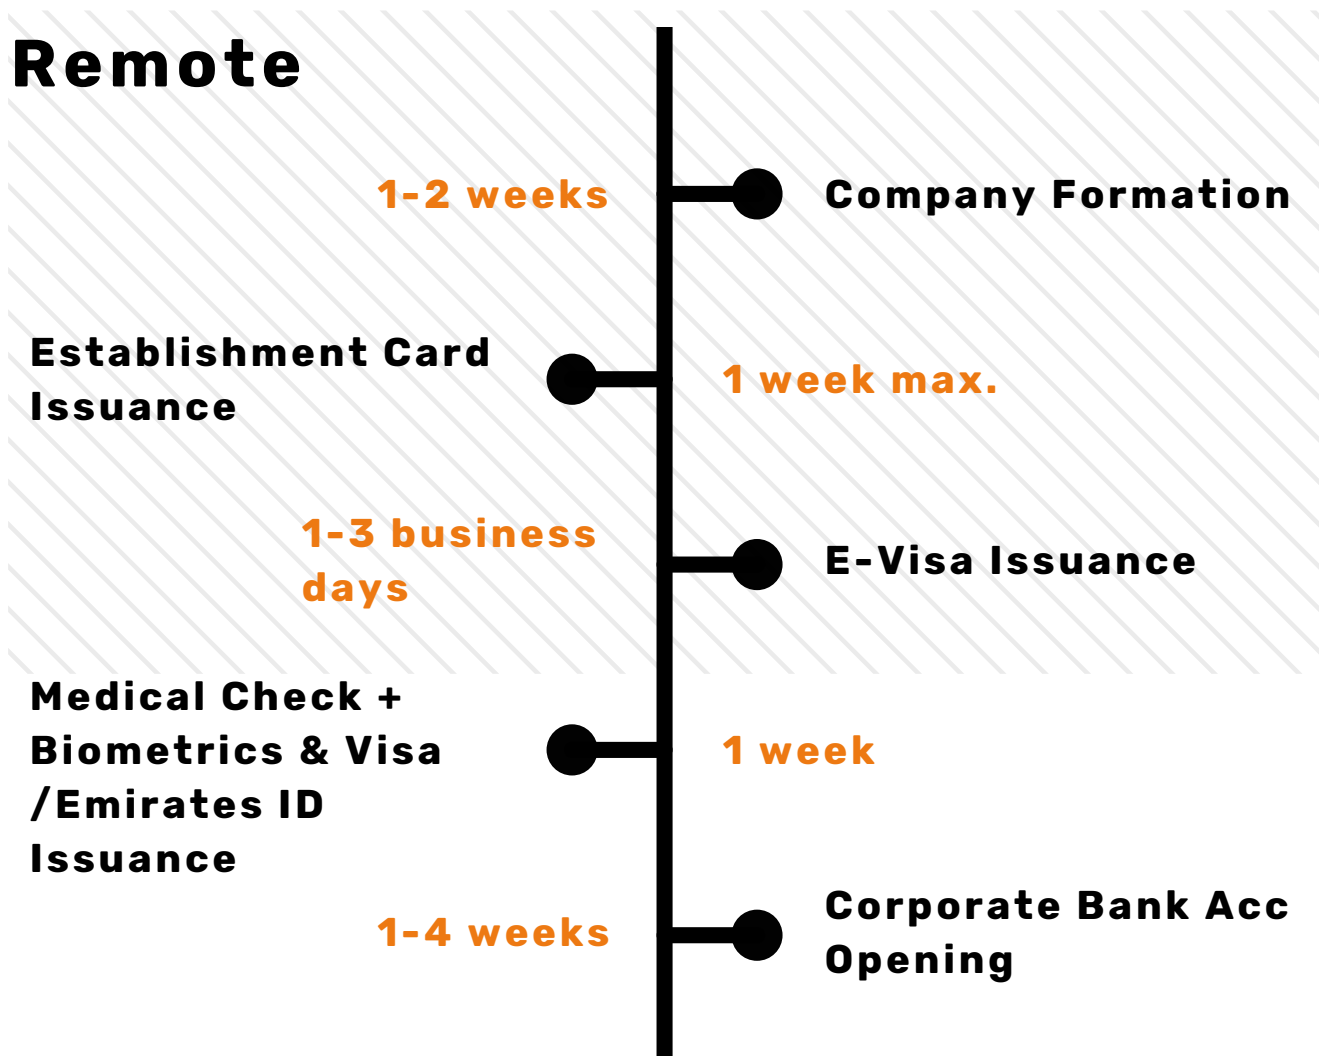 Remote
1-2 weeks
Company Formation
Establishment Card
Issuance
1 week max.
1-3 business
days
E-Visa Issuance
Medical Check +
Biometrics & Visa
/Emirates ID
Issuance
1 week
1-4 weeks
Corporate Bank Acc
Opening